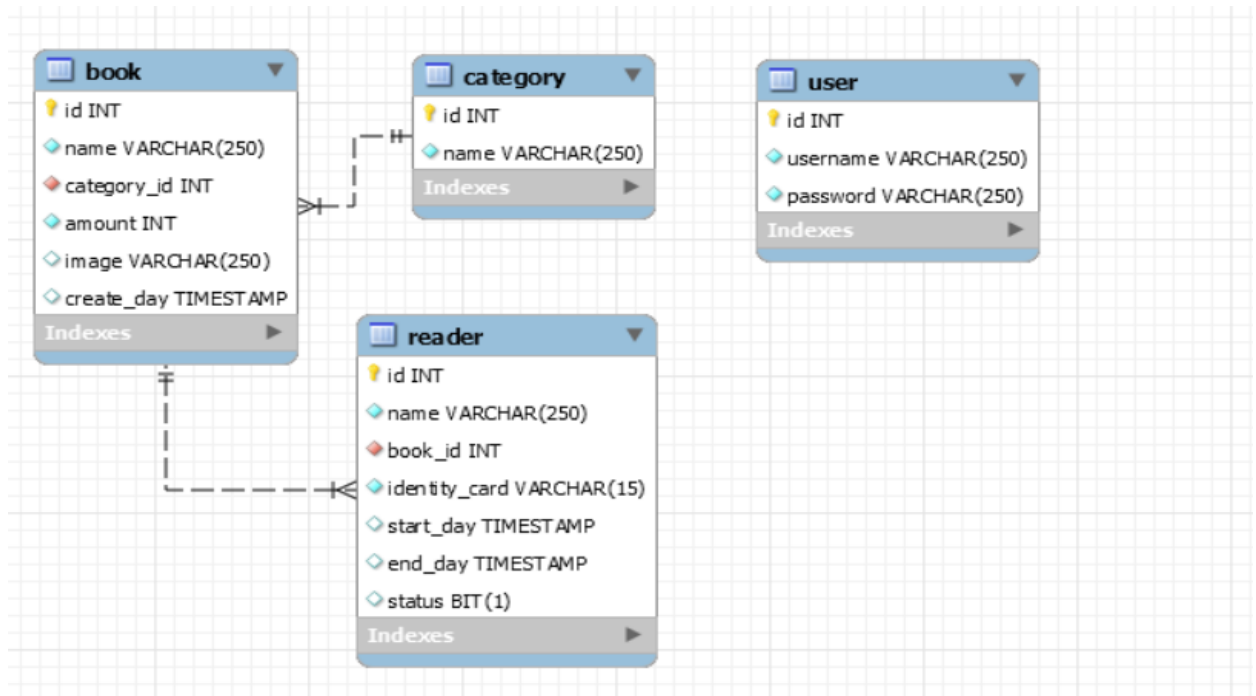 book
id INT
name VARCHAR(250)
category_id INT
amount INT
image VARCHAR(250)
create_day TIMESTAMP
Indexes
category
id INT
name VARCHAR(250)
Indexes
user
id INT
username VARCHAR(250)
password VARCHAR(250)
Indexes
reader
id INT
name VARCHAR(250)
book_id INT
identity_card VARCHAR(15)
start_day TIMESTAMP
end_day TIMESTAMP
status BIT(1)
Indexes